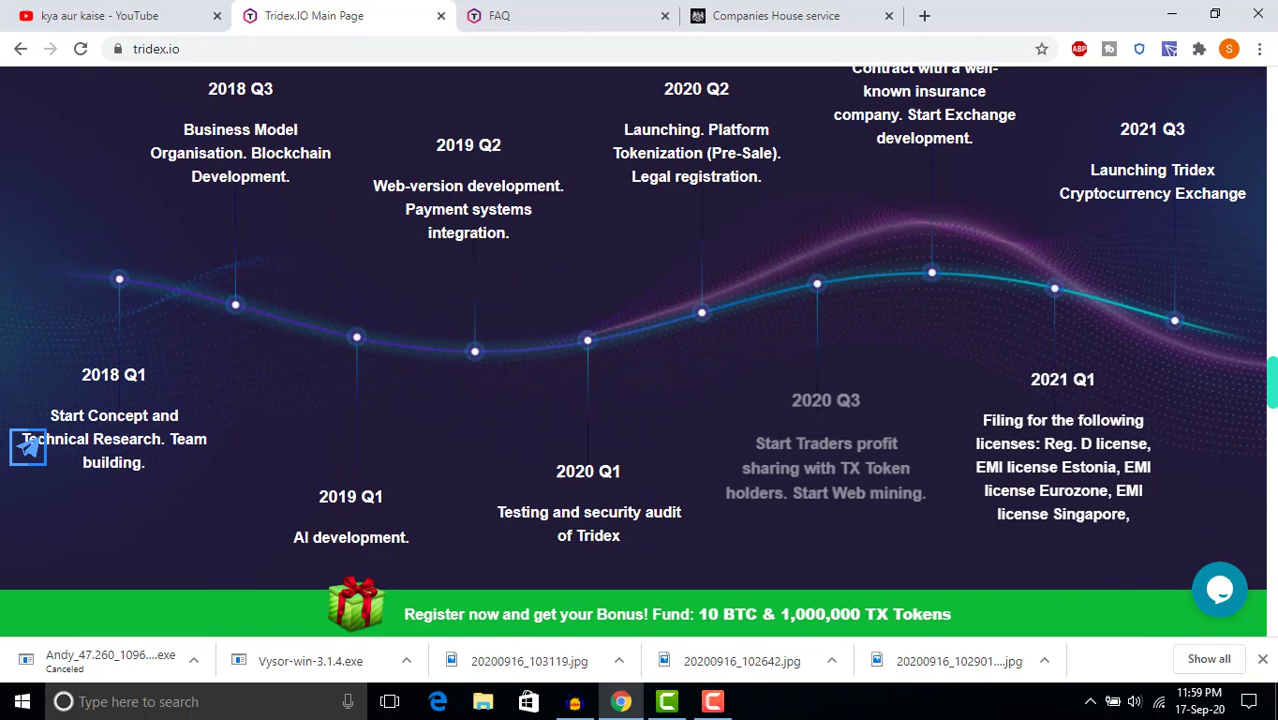 kya aur kaise - YouTube
Tridex.IO Main Page
FAQ
Companies House service
tridex.io
ABP
tb
S
2018 Q3
Business Model
Organisation. Blockchain
Development.
2019 Q2
Web-version development.
Payment systems
integration.
2020 Q2
Launching. Platform
Tokenization (Pre-Sale).
Legal registration.
Contract with a well-
known insurance
company. Start Exchange
development.
2021 Q3
Launching Tridex
Cryptocurrency Exchange
2018 Q1
Start Concept and
Technical Research. Team
building.
2019 Q1
AI development.
2020 Q1
Testing and security audit
of Tridex
2020 Q3
Start Traders profit
sharing with TX Token
holders. Start Web mining.
2021 Q1
Filing for the following
licenses: Reg. D license,
EMI license Estonia, EMI
license Eurozone, EMI
license Singapore,
Register now and get your Bonus! Fund: 10 BTC & 1,000,000 TX Tokens
Andy_47.260_1096....exe
Canceled
Vysor-win-3.1.4.exe
20200916_103119.jpg
20200916_102642.jpg
20200916_102901....jpg
Show all
Type here to search
11:59 PM
17-Sep-20